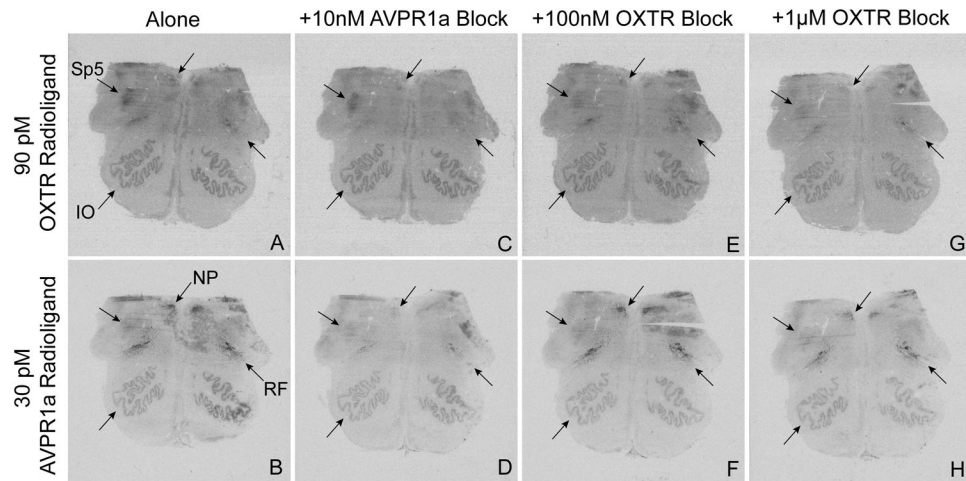 Alone
+10nM AVPR1a Block
+100nM OXTR Block
+1µM OXTR Block
90 pM
OXTR Radioligand
Sp5
IO
A
C
E
G
30 pM
AVPR1a Radioligand
NP
RF
B
D
F
H